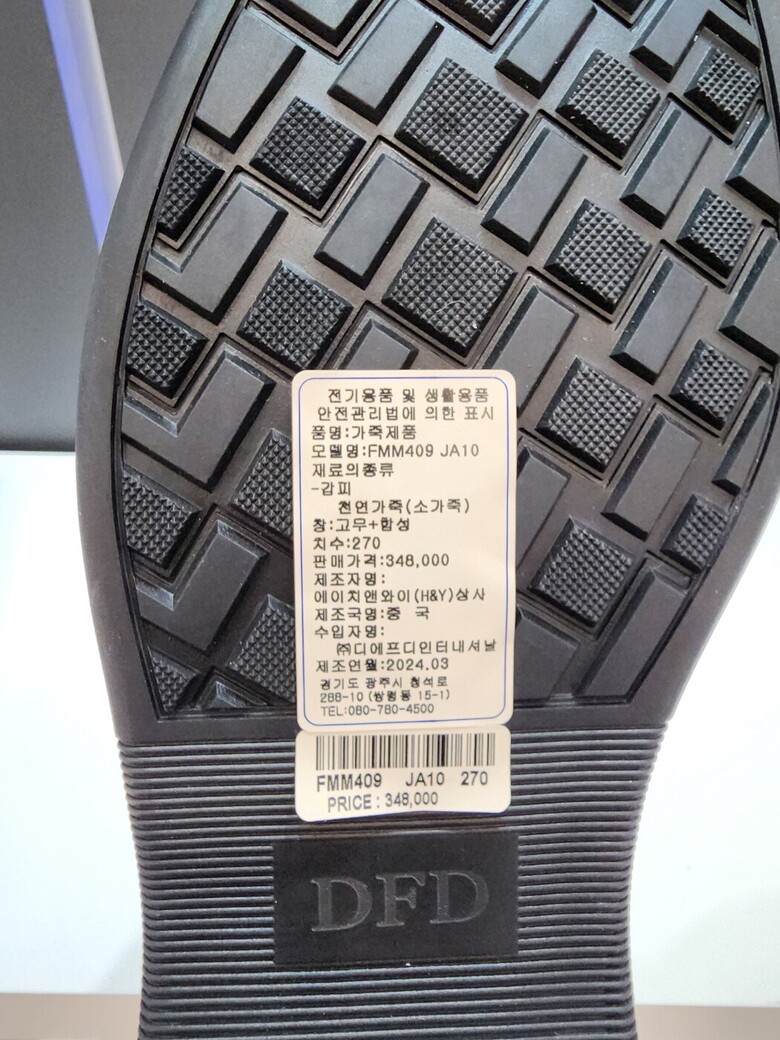 전기용품 및 생활용품
안전관리법에 의한 표시
품명:가죽제품
모델명:FMM409 JA10
재료의종류
-갑피
천연가죽(소가죽)
창:고무+합성
치수:270
판매가격:348,000
제조자명:
에이치앤와이(H&Y)상사
제조국명:중 국
수입자명:
㈜디에프디인터내셔날
제조연월:2024.03
경기도 광주시 청석로
288-10 (쌍령동 15-1)
TEL:080-780-4500
FMM409 JA10 270
PRICE : 348,000
DFD